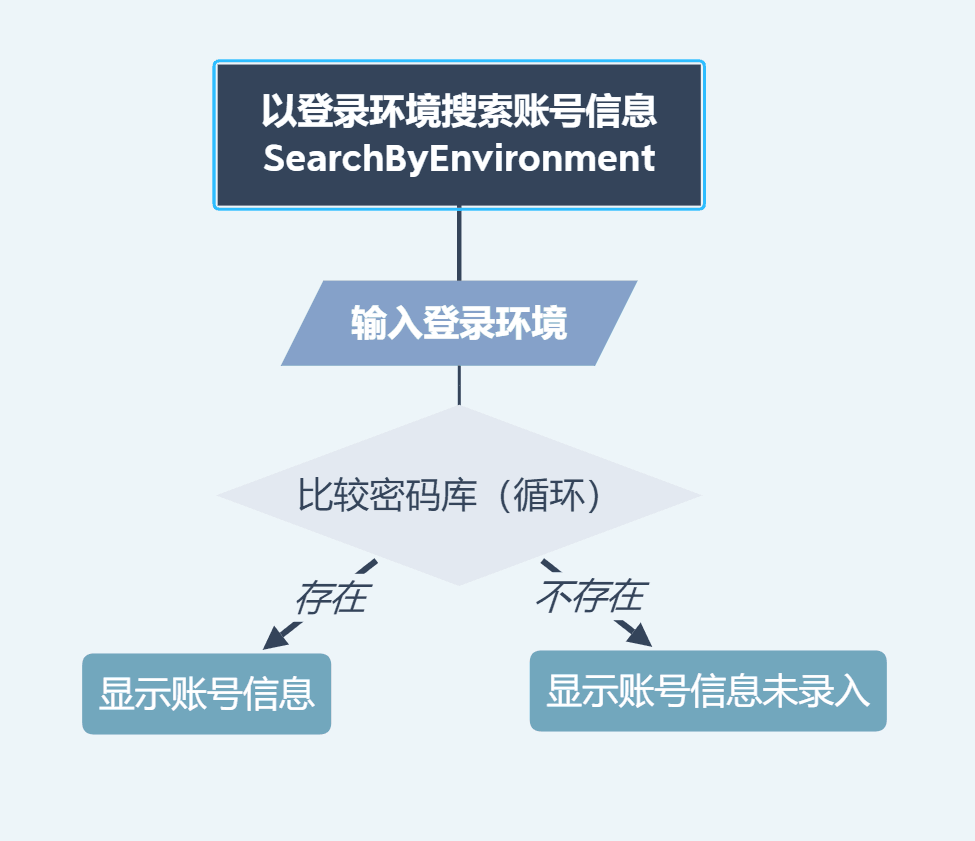 以登录环境搜索账号信息
SearchByEnvironment
输入登录环境
比较密码库（循环）
存在
不存在
显示账号信息
显示账号信息未录入